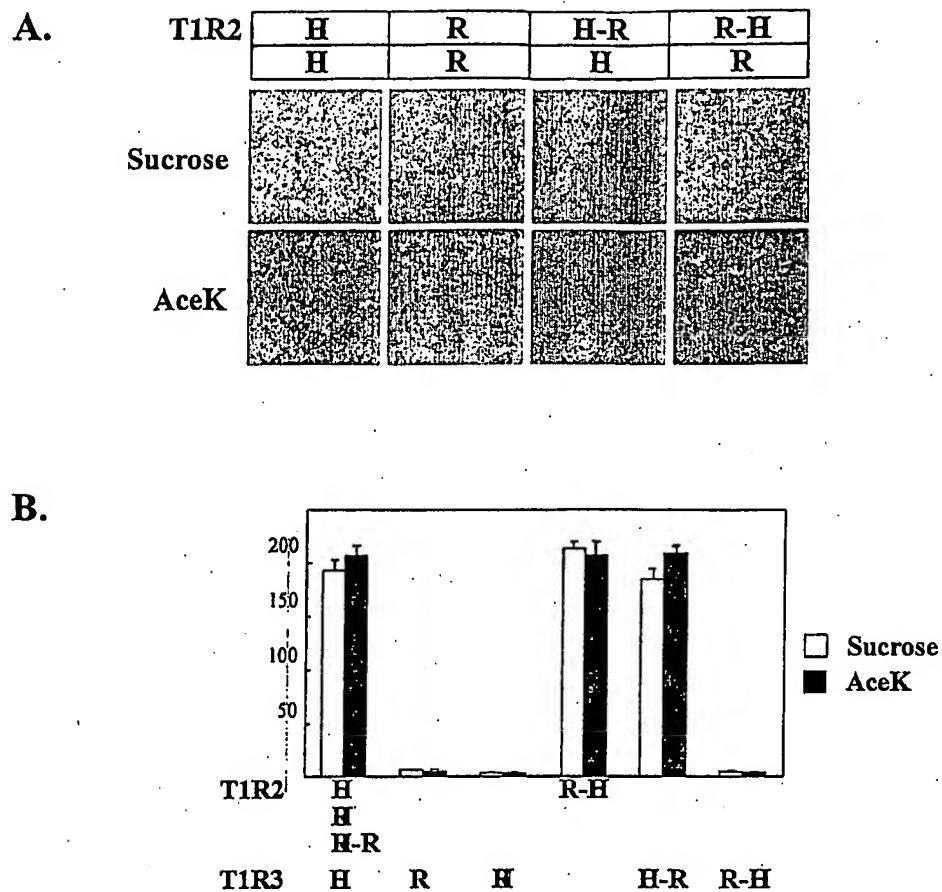 A.
T1R2 H R H-R R-H
H R H R
Sucrose
AceK
B.
200
150
100
50
Sucrose
AceK
T1R2 H R-H
H
H-R
T1R3 H R H H-R R-H